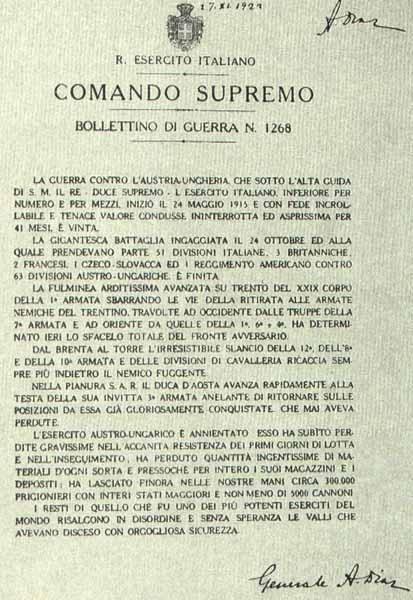 17.XI.1921
A Diaz
R. ESERCITO ITALIANO
COMANDO SUPREMO
BOLLETTINO DI GUERRA N. 1268
LA GUERRA CONTRO L'AUSTRIA-UNGHERIA, CHE SOTTO L'ALTA GUIDA
DI S. M. IL RE - DUCE SUPREMO - L ESERCITO ITALIANO, INFERIORE PER
NUMERO E PER MEZZI, INIZIÒ IL 24 MAGGIO 1915 E CON FEDE INCROL-
LABILE E TENACE VALORE CONDUSSE ININTERROTTA ED ASPRISSIMA PER
41 MESI, È VINTA.
LA GIGANTESCA BATTAGLIA INGAGGIATA IL 24 OTTOBRE ED ALLA
QUALE PRENDEVANO PARTE 51 DIVISIONI ITALIANE, 3 BRITANNICHE,
2 FRANCESI, 1 CZECO-SLOVACCA ED 1 REGGIMENTO AMERICANO CONTRO
63 DIVISIONI AUSTRO-UNGARICHE, È FINITA.
LA FULMINEA ARDITISSIMA AVANZATA SU TRENTO DEL XXIX CORPO
DELLA 1ª ARMATA SBARRANDO LE VIE DELLA RITIRATA ALLE ARMATE
NEMICHE DEL TRENTINO, TRAVOLTE AD OCCIDENTE DALLE TRUPPE DELLA
7ª ARMATA E AD ORIENTE DA QUELLE DELLA 1ª, 6ª e 4ª, HA DETERMI-
NATO IERI LO SFACELO TOTALE DEL FRONTE AVVERSARIO.
DAL BRENTA AL TORRE L'IRRESISTIBILE SLANCIO DELLA 12ª, DELL'8ª
E DELLA 10ª ARMATA E DELLE DIVISIONI DI CAVALLERIA RICACCIA SEM-
PRE PIÙ INDIETRO IL NEMICO FUGGENTE.
NELLA PIANURA S. A. R. IL DUCA D'AOSTA AVANZA RAPIDAMENTE ALLA
TESTA DELLA SUA INVITTA 3ª ARMATA ANELANTE DI RITORNARE SULLE
POSIZIONI DA ESSA GIÀ GLORIOSAMENTE CONQUISTATE, CHE MAI AVEVA
PERDUTE.
L'ESERCITO AUSTRO-UNGARICO È ANNIENTATO ESSO HA SUBÌTO PER-
DITE GRAVISSIME NELL'ACCANITA RESISTENZA DEI PRIMI GIORNI DI LOTTA
E NELL'INSEGUIMENTO, HA PERDUTO QUANTITÀ INGENTISSIME DI MA-
TERIALI D'OGNI SORTA E PRESSOCHÈ PER INTERO I SUOI MAGAZZINI E I
DEPOSITI; HA LASCIATO FINORA NELLE NOSTRE MANI CIRCA 300.000
PRIGIONIERI CON INTERI STATI MAGGIORI E NON MENO DI 5000 CANNONI
I RESTI DI QUELLO CHE FU UNO DEI PIÙ POTENTI ESERCITI DEL
MONDO RISALGONO IN DISORDINE E SENZA SPERANZA LE VALLI CHE
AVEVANO DISCESO CON ORGOGLIOSA SICUREZZA.
Generale A. Diaz